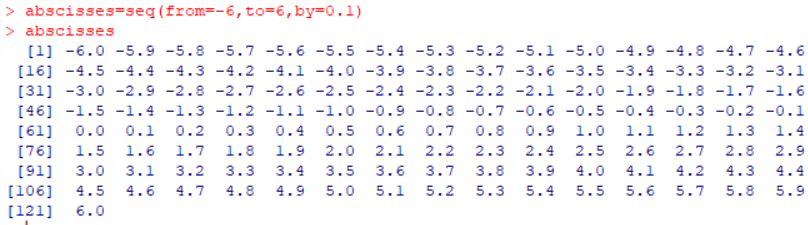 > abscisses=seq(from=-6,to=6,by=0.1)
> abscisses
[1] -6.0 -5.9 -5.8 -5.7 -5.6 -5.5 -5.4 -5.3 -5.2 -5.1 -5.0 -4.9 -4.8 -4.7 -4.6
[16] -4.5 -4.4 -4.3 -4.2 -4.1 -4.0 -3.9 -3.8 -3.7 -3.6 -3.5 -3.4 -3.3 -3.2 -3.1
[31] -3.0 -2.9 -2.8 -2.7 -2.6 -2.5 -2.4 -2.3 -2.2 -2.1 -2.0 -1.9 -1.8 -1.7 -1.6
[46] -1.5 -1.4 -1.3 -1.2 -1.1 -1.0 -0.9 -0.8 -0.7 -0.6 -0.5 -0.4 -0.3 -0.2 -0.1
[61] 0.0 0.1 0.2 0.3 0.4 0.5 0.6 0.7 0.8 0.9 1.0 1.1 1.2 1.3 1.4
[76] 1.5 1.6 1.7 1.8 1.9 2.0 2.1 2.2 2.3 2.4 2.5 2.6 2.7 2.8 2.9
[91] 3.0 3.1 3.2 3.3 3.4 3.5 3.6 3.7 3.8 3.9 4.0 4.1 4.2 4.3 4.4
[106] 4.5 4.6 4.7 4.8 4.9 5.0 5.1 5.2 5.3 5.4 5.5 5.6 5.7 5.8 5.9
[121] 6.0